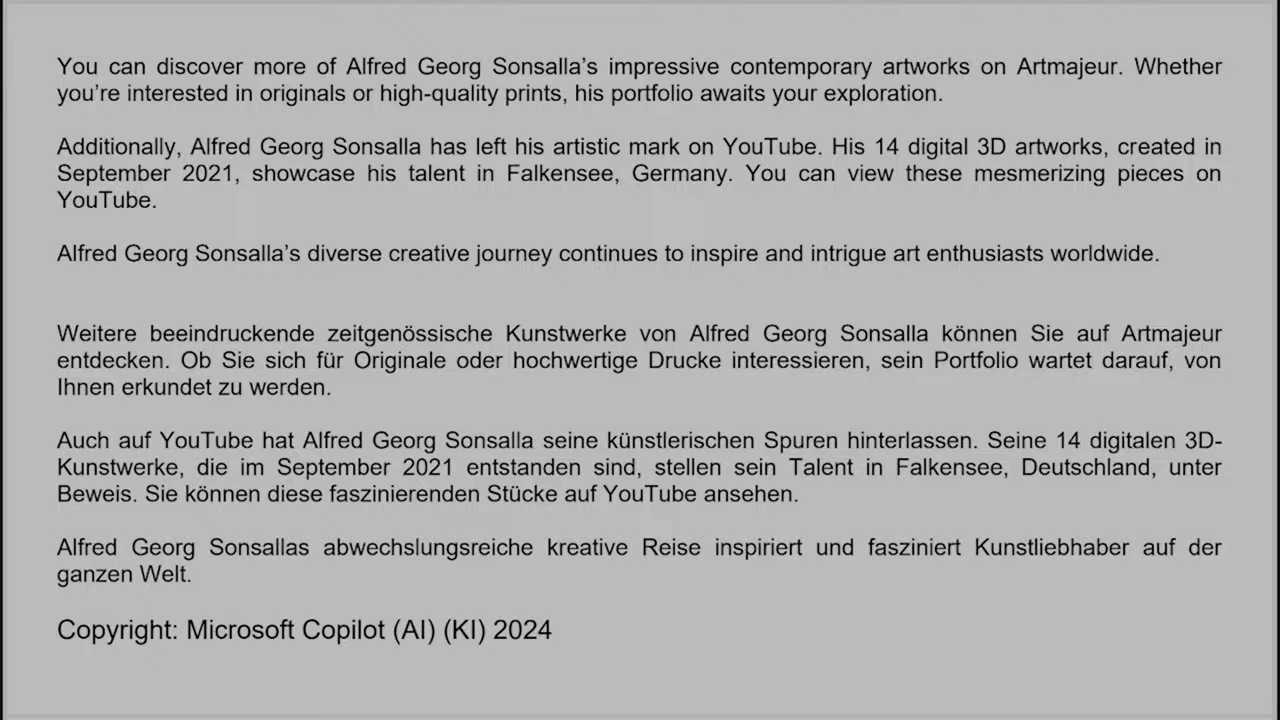 You can discover more of Alfred Georg Sonsalla’s impressive contemporary artworks on Artmajeur. Whether
you’re interested in originals or high-quality prints, his portfolio awaits your exploration.
Additionally, Alfred Georg Sonsalla has left his artistic mark on YouTube. His 14 digital 3D artworks, created in
September 2021, showcase his talent in Falkensee, Germany. You can view these mesmerizing pieces on
YouTube.
Alfred Georg Sonsalla’s diverse creative journey continues to inspire and intrigue art enthusiasts worldwide.
Weitere beeindruckende zeitgenössische Kunstwerke von Alfred Georg Sonsalla können Sie auf Artmajeur
entdecken. Ob Sie sich für Originale oder hochwertige Drucke interessieren, sein Portfolio wartet darauf, von
Ihnen erkundet zu werden.
Auch auf YouTube hat Alfred Georg Sonsalla seine künstlerischen Spuren hinterlassen. Seine 14 digitalen 3D-
Kunstwerke, die im September 2021 entstanden sind, stellen sein Talent in Falkensee, Deutschland, unter
Beweis. Sie können diese faszinierenden Stücke auf YouTube ansehen.
Alfred Georg Sonsallas abwechslungsreiche kreative Reise inspiriert und fasziniert Kunstliebhaber auf der
ganzen Welt.
Copyright: Microsoft Copilot (AI) (KI) 2024